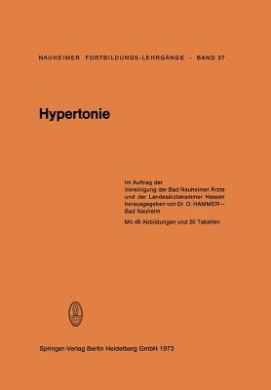 NAUHEIMER FORTBILDUNGS-LEHRGÄNGE · BAND 37
Hypertonie
Im Auftrag der
Vereinigung der Bad Nauheimer Ärzte
und der Landesärztekammer Hessen
herausgegeben von Dr. O. HAMMER –
Bad Nauheim
Mit 48 Abbildungen und 20 Tabellen
Springer-Verlag Berlin Heidelberg GmbH 1973